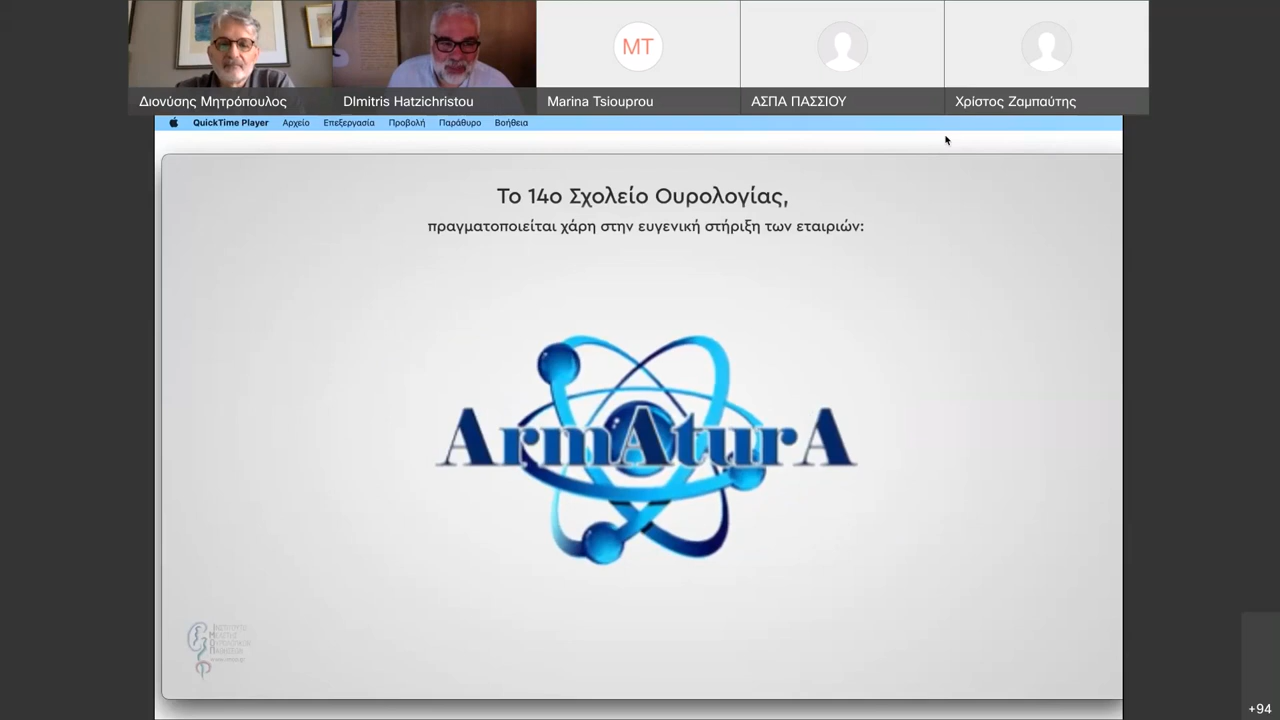 MT
Διονύσης Μητρόπουλος
DImitris Hatzichristou
Marina Tsiouprou
ΑΣΠΑ ΠΑΣΣΙΟΥ
Χρίστος Ζαμπαύτης
QuickTime Player Αρχείο Επεξεργασία Προβολή Παράθυρο Βοήθεια
Το 14ο Σχολείο Ουρολογίας,
πραγματοποιείται χάρη στην ευγενική στήριξη των εταιριών:
ArmAturA
+94